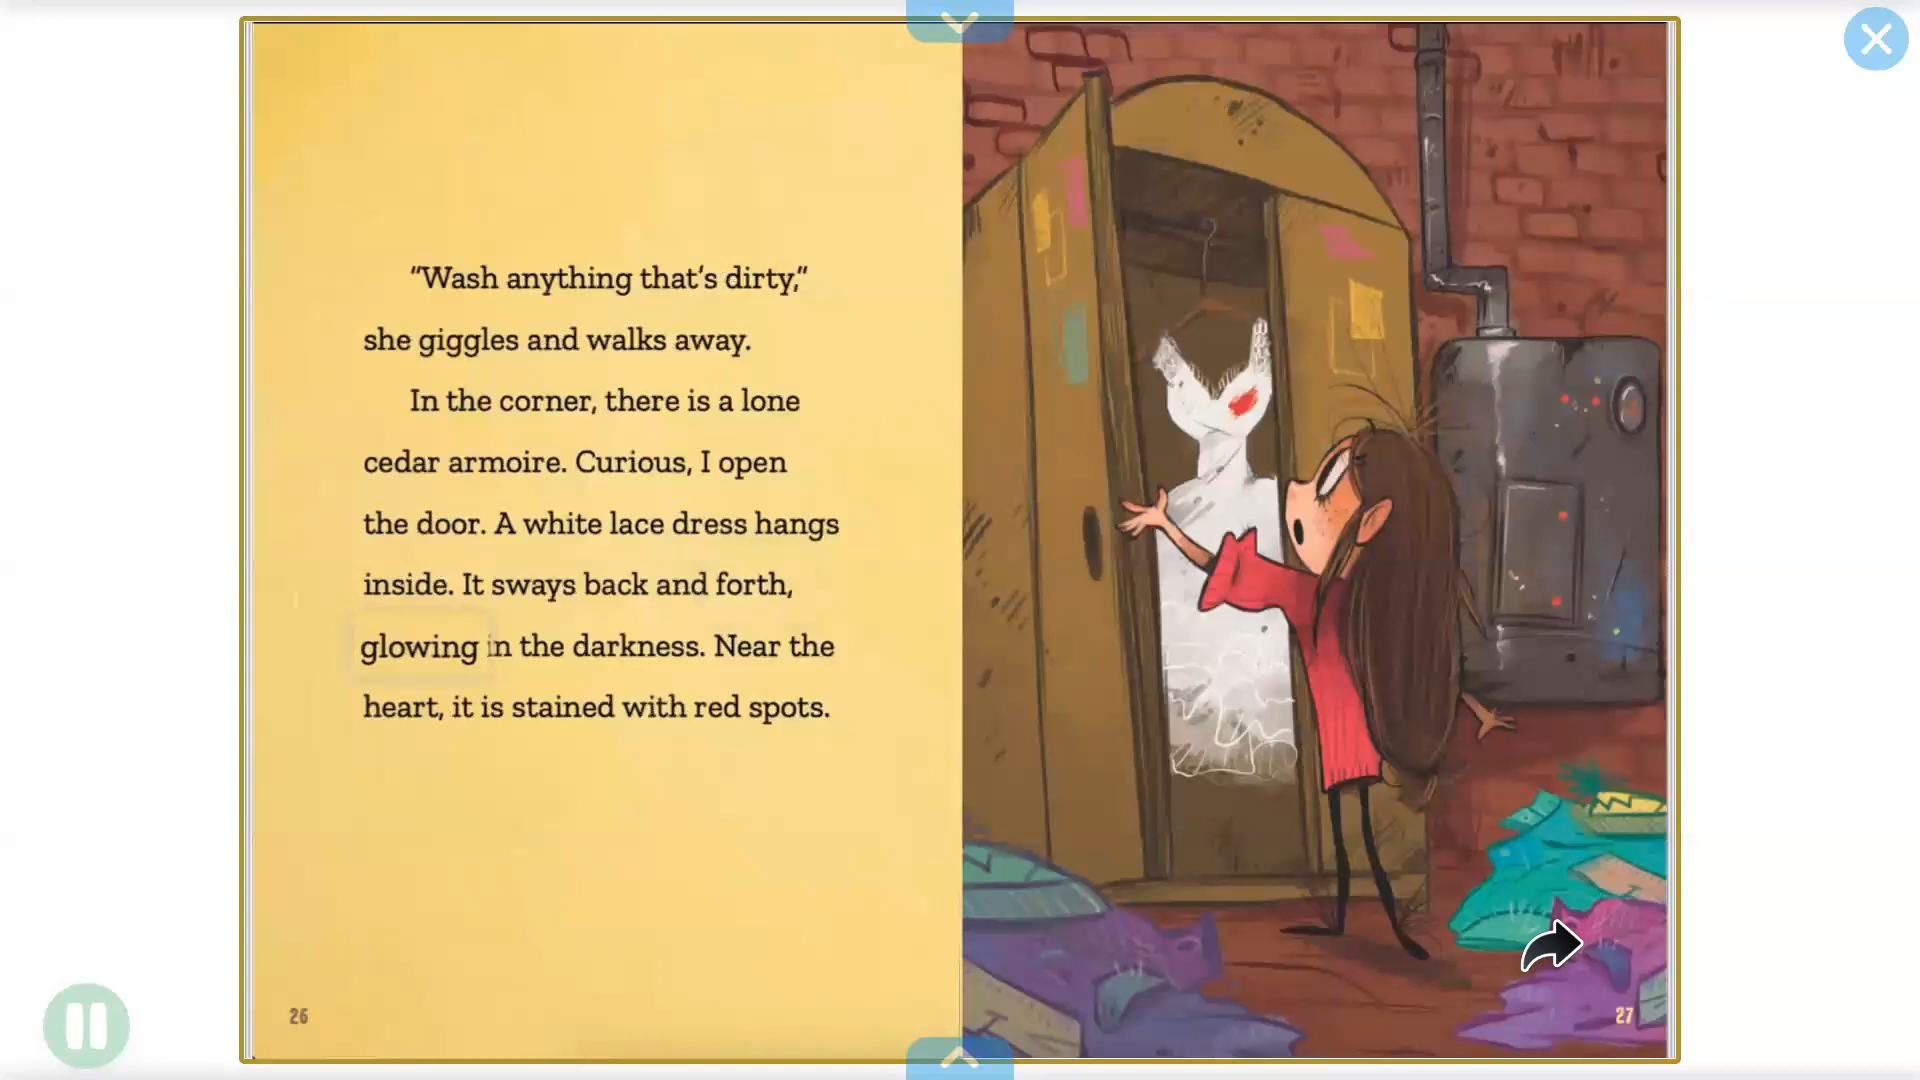 “Wash anything that’s dirty,”
she giggles and walks away.
In the corner, there is a lone
cedar armoire. Curious, I open
the door. A white lace dress hangs
inside. It sways back and forth,
glowing in the darkness. Near the
heart, it is stained with red spots.
26
27